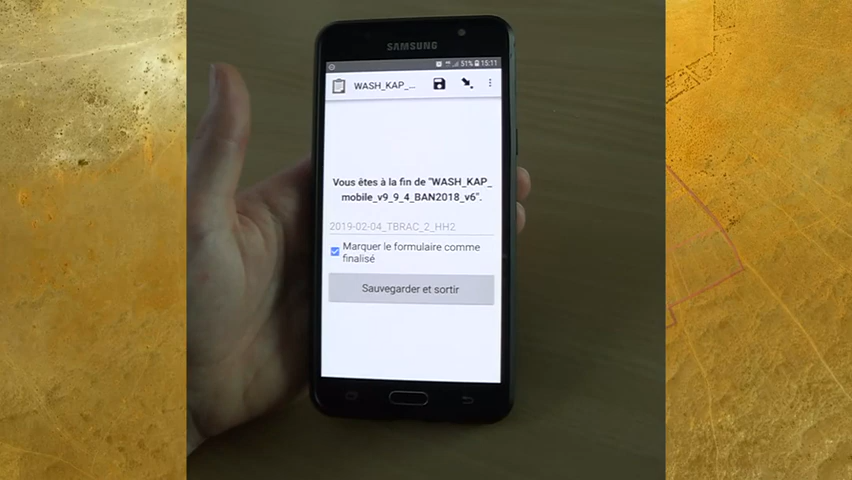 SAMSUNG
51% 15:11
WASH_KAP_...
Vous êtes à la fin de "WASH_KAP_
mobile_v9_9_4_BAN2018_v6".
2019-02-04_TBRAC_2_HH2
Marquer le formulaire comme
finalisé
Sauvegarder et sortir